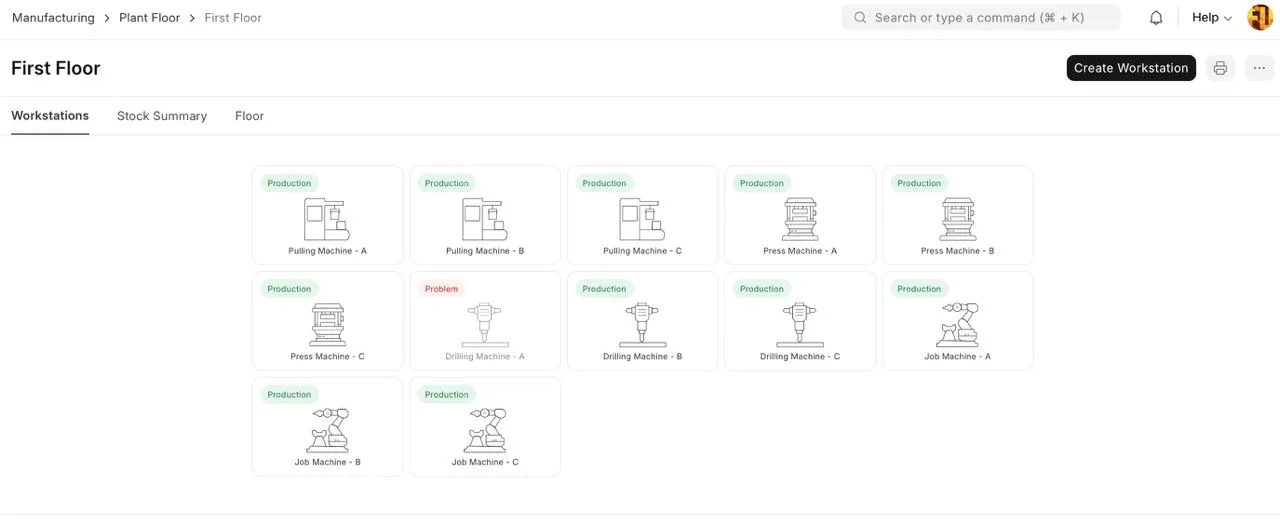 Manufacturing > Plant Floor > First Floor
Search or type a command (⌘ + K)
Help
First Floor
Create Workstation
Workstations
Stock Summary
Floor
Production
Pulling Machine - A
Production
Pulling Machine - B
Production
Pulling Machine - C
Production
Press Machine - A
Production
Press Machine - B
Production
Press Machine - C
Problem
Drilling Machine - A
Production
Drilling Machine - B
Production
Drilling Machine - C
Production
Job Machine - A
Production
Job Machine - B
Production
Job Machine - C